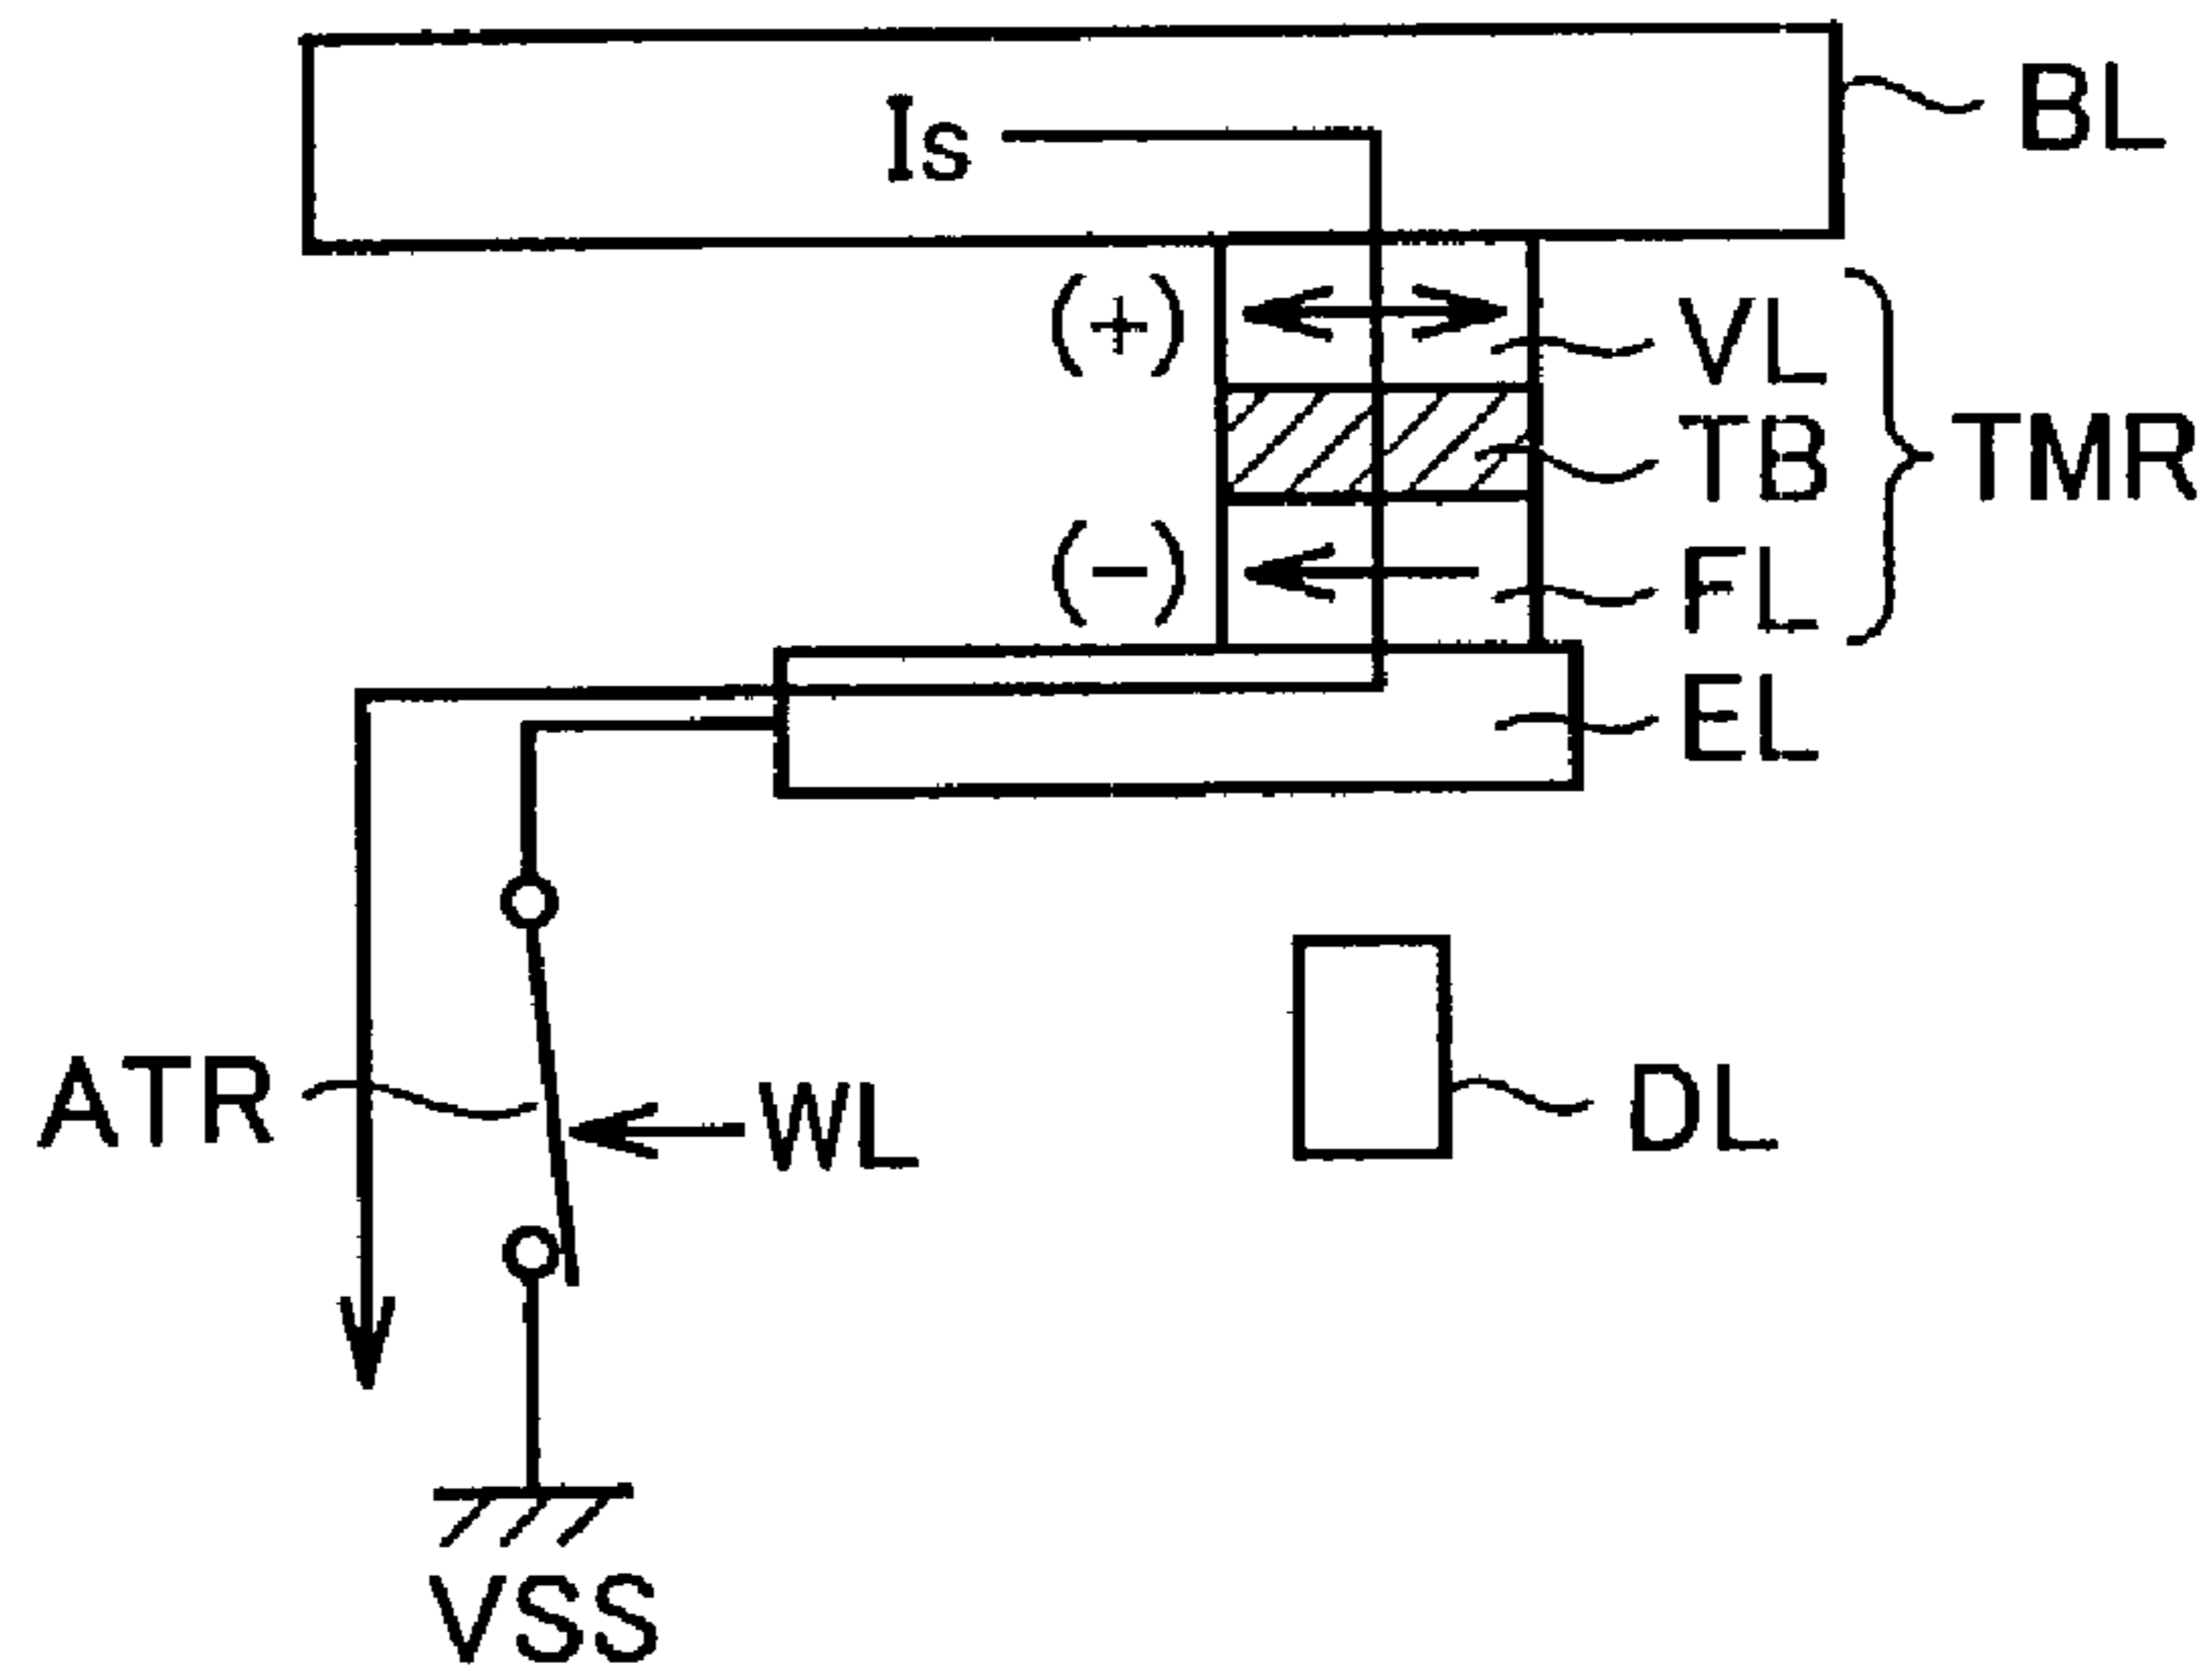 BL
Is
(+)
VL
TB
TMR
(−)
FL
EL
ATR
WL
DL
VSS